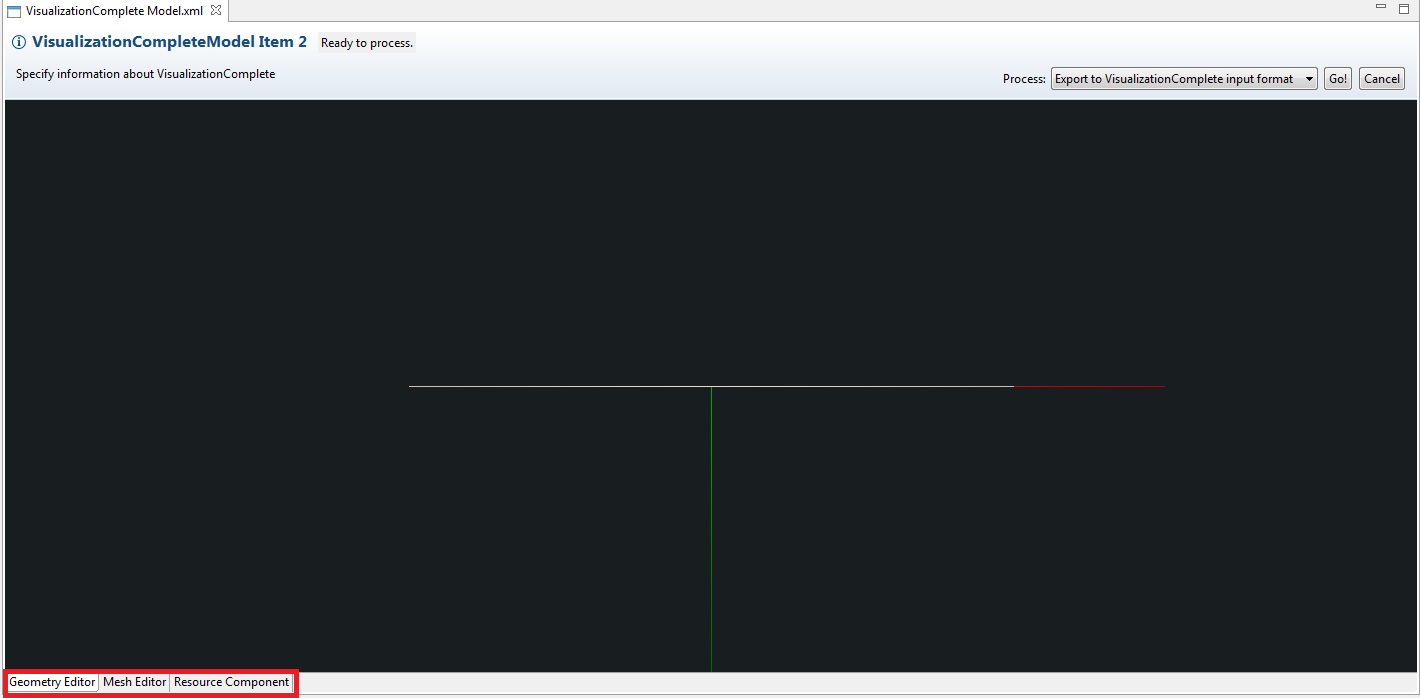 VisualizationComplete Model.xml
VisualizationCompleteModel Item 2 Ready to process.
Specify information about VisualizationComplete
Process: Export to VisualizationComplete input format Go! Cancel
Geometry Editor Mesh Editor Resource Component